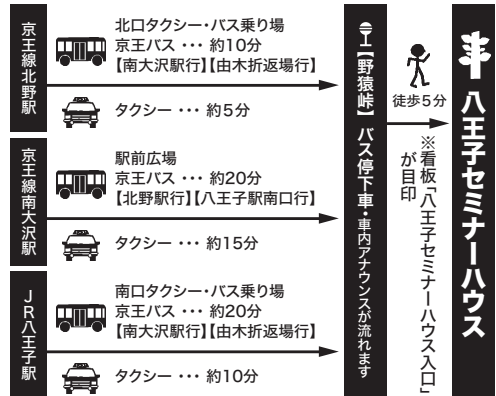 京王線北野駅
北口タクシー・バス乗り場
京王バス ･･･ 約10分
【南大沢駅行】【由木折返場行】
タクシー ･･･ 約5分
京王線南大沢駅
駅前広場
京王バス ･･･ 約20分
【北野駅行】【八王子駅南口行】
タクシー ･･･ 約15分
JR八王子駅
南口タクシー・バス乗り場
京王バス ･･･ 約20分
【南大沢駅行】【由木折返場行】
タクシー ･･･ 約10分
【野猿峠】バス停下車・車内アナウンスが流れます
徒歩5分
※看板「八王子セミナーハウス入口」
が目印
八王子セミナーハウス